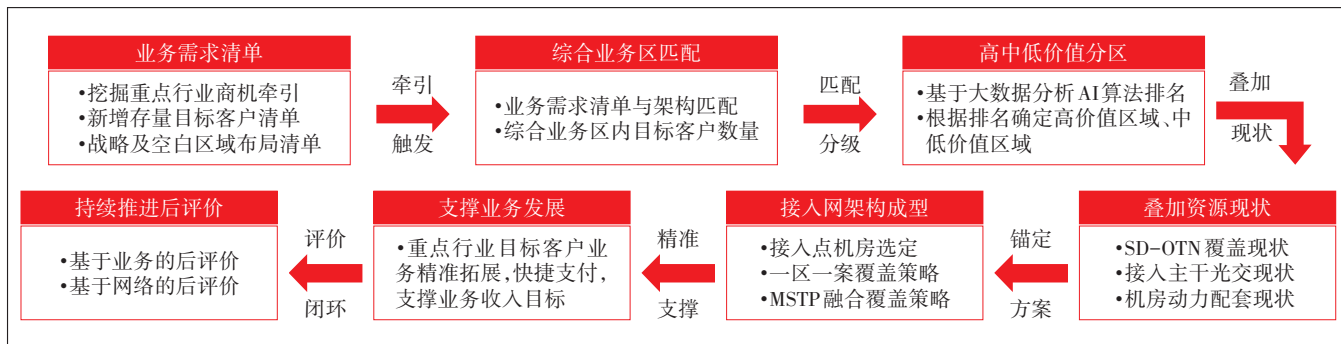 业务需求清单
•挖掘重点行业商机牵引
•新增存量目标客户清单
•战略及空白区域布局清单
牵引
触发
综合业务区匹配
•业务需求清单与架构匹配
•综合业务区内目标客户数量
匹配
分级
高中低价值分区
•基于大数据分析AI算法排名
•根据排名确定高价值区域、中
低价值区域
叠加
现状
叠加资源现状
•SD-OTN覆盖现状
•接入主干光交现状
•机房动力配套现状
锚定
方案
接入网架构成型
•接入点机房选定
•一区一案覆盖策略
•MSTP融合覆盖策略
精准
支撑
支撑业务发展
•重点行业目标客户业
务精准拓展,快捷支付,
支撑业务收入目标
评价
闭环
持续推进后评价
•基于业务的后评价
•基于网络的后评价